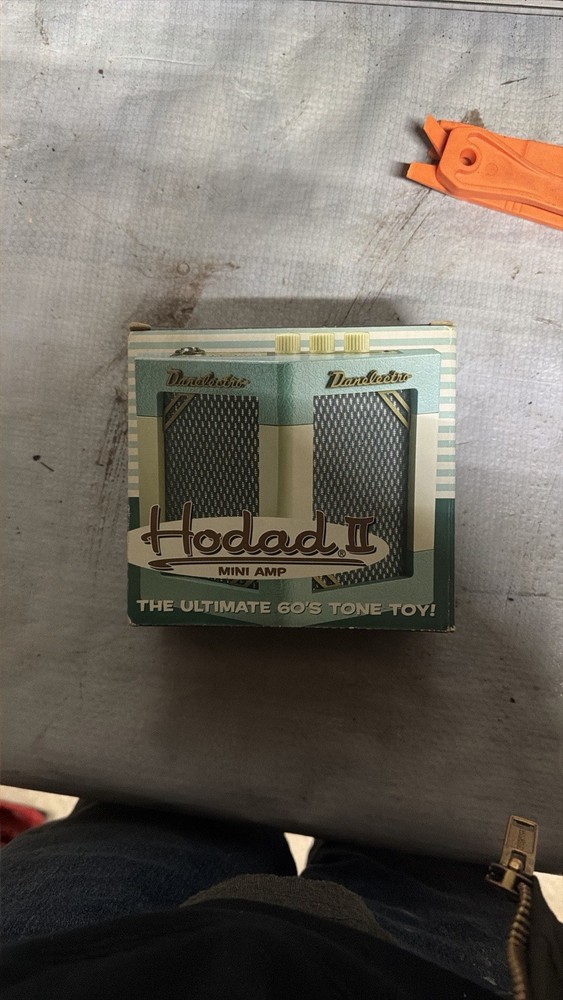 Danelectro Danelectro
Hodad® II
MINI AMP
THE ULTIMATE 60'S TONE TOY!